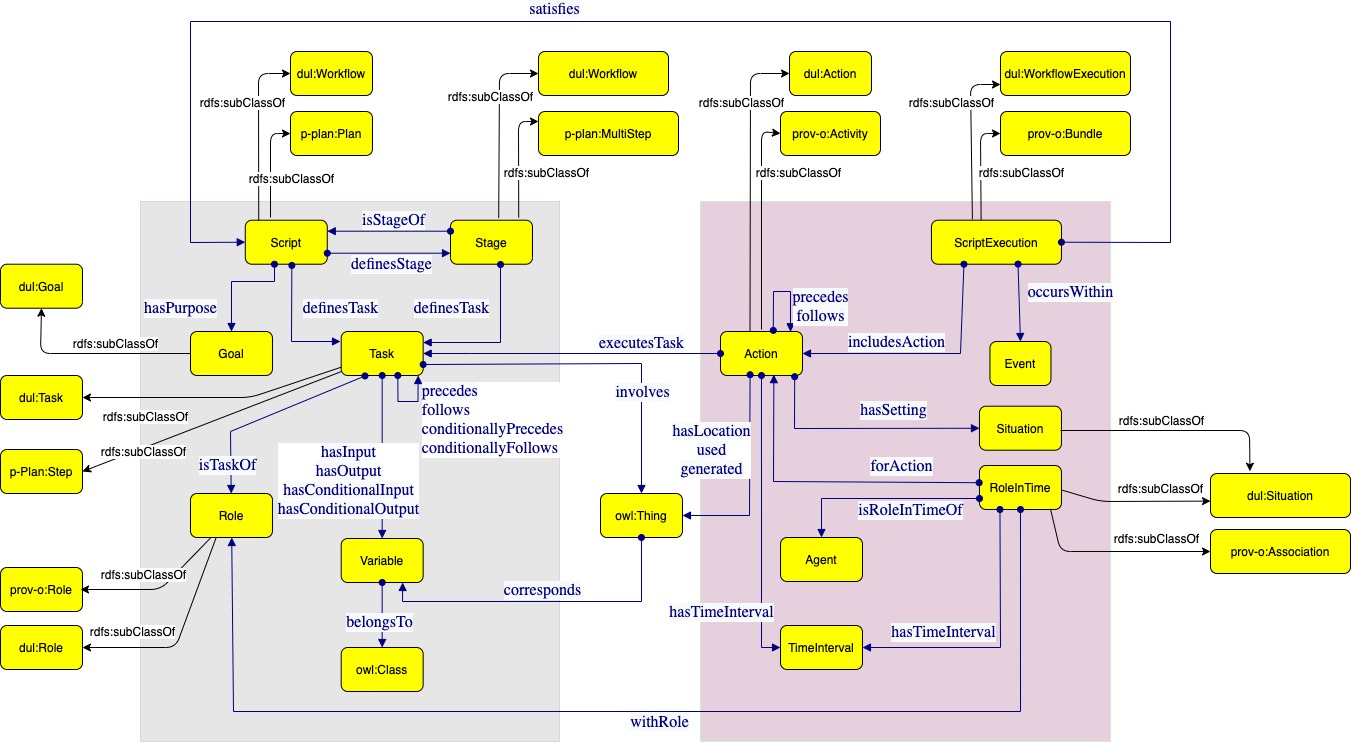 satisfies
dul:Workflow
dul:Workflow
dul:Action
dul:WorkflowExecution
rdfs:subClassOf
rdfs:subClassOf
rdfs:subClassOf
rdfs:subClassOf
p-plan:Plan
p-plan:MultiStep
prov-o:Activity
prov-o:Bundle
rdfs:subClassOf
rdfs:subClassOf
rdfs:subClassOf
rdfs:subClassOf
isStageOf
Script
Stage
ScriptExecution
definesStage
dul:Goal
hasPurpose
definesTask
definesTask
precedes
follows
occursWithin
rdfs:subClassOf
Goal
Task
executesTask
Action
includesAction
Event
dul:Task
rdfs:subClassOf
precedes
follows
conditionallyPrecedes
conditionallyFollows
involves
hasSetting
Situation
rdfs:subClassOf
p-Plan:Step
rdfs:subClassOf
isTaskOf
hasInput
hasOutput
hasConditionalInput
hasConditionalOutput
hasLocation
used
generated
forAction
RoleInTime
rdfs:subClassOf
dul:Situation
Role
owl:Thing
isRoleInTimeOf
rdfs:subClassOf
prov-o:Association
Variable
Agent
prov-o:Role
rdfs:subClassOf
corresponds
belongsTo
hasTimeInterval
hasTimeInterval
dul:Role
rdfs:subClassOf
TimeInterval
owl:Class
withRole